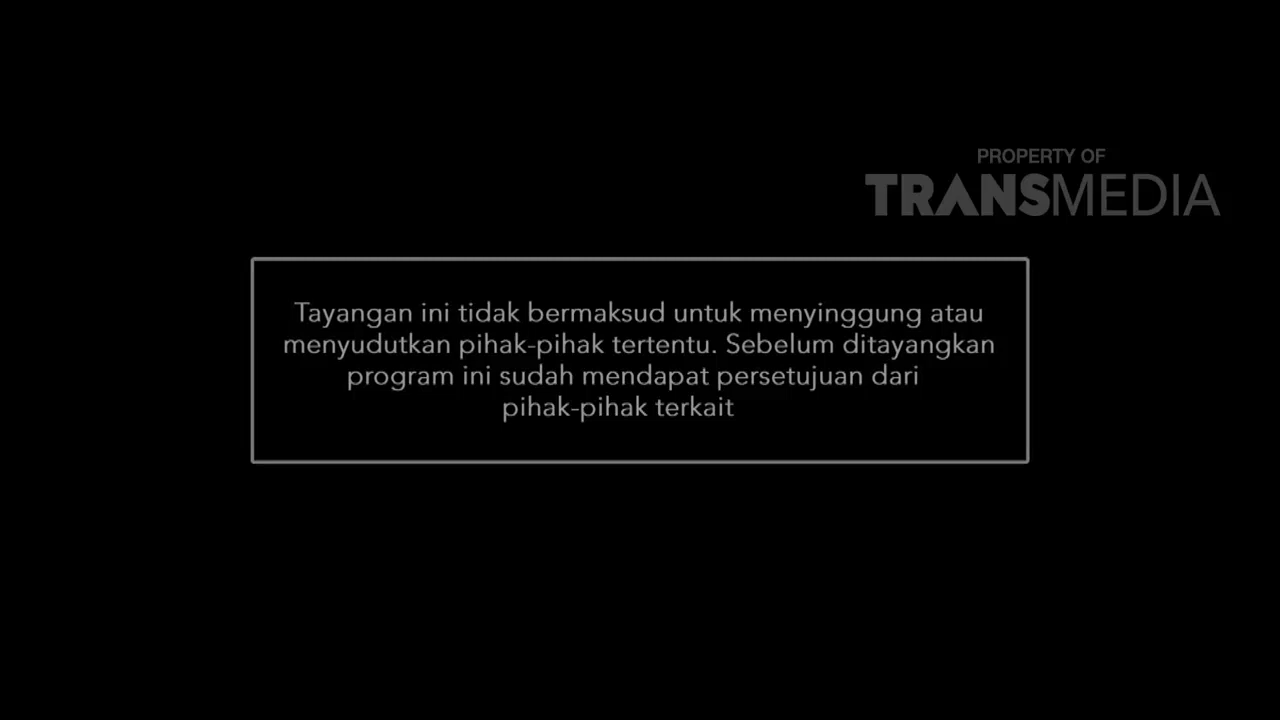 PROPERTY OF
TRANSMEDIA
Tayangan ini tidak bermaksud untuk menyinggung atau
menyudutkan pihak-pihak tertentu. Sebelum ditayangkan
program ini sudah mendapat persetujuan dari
pihak-pihak terkait